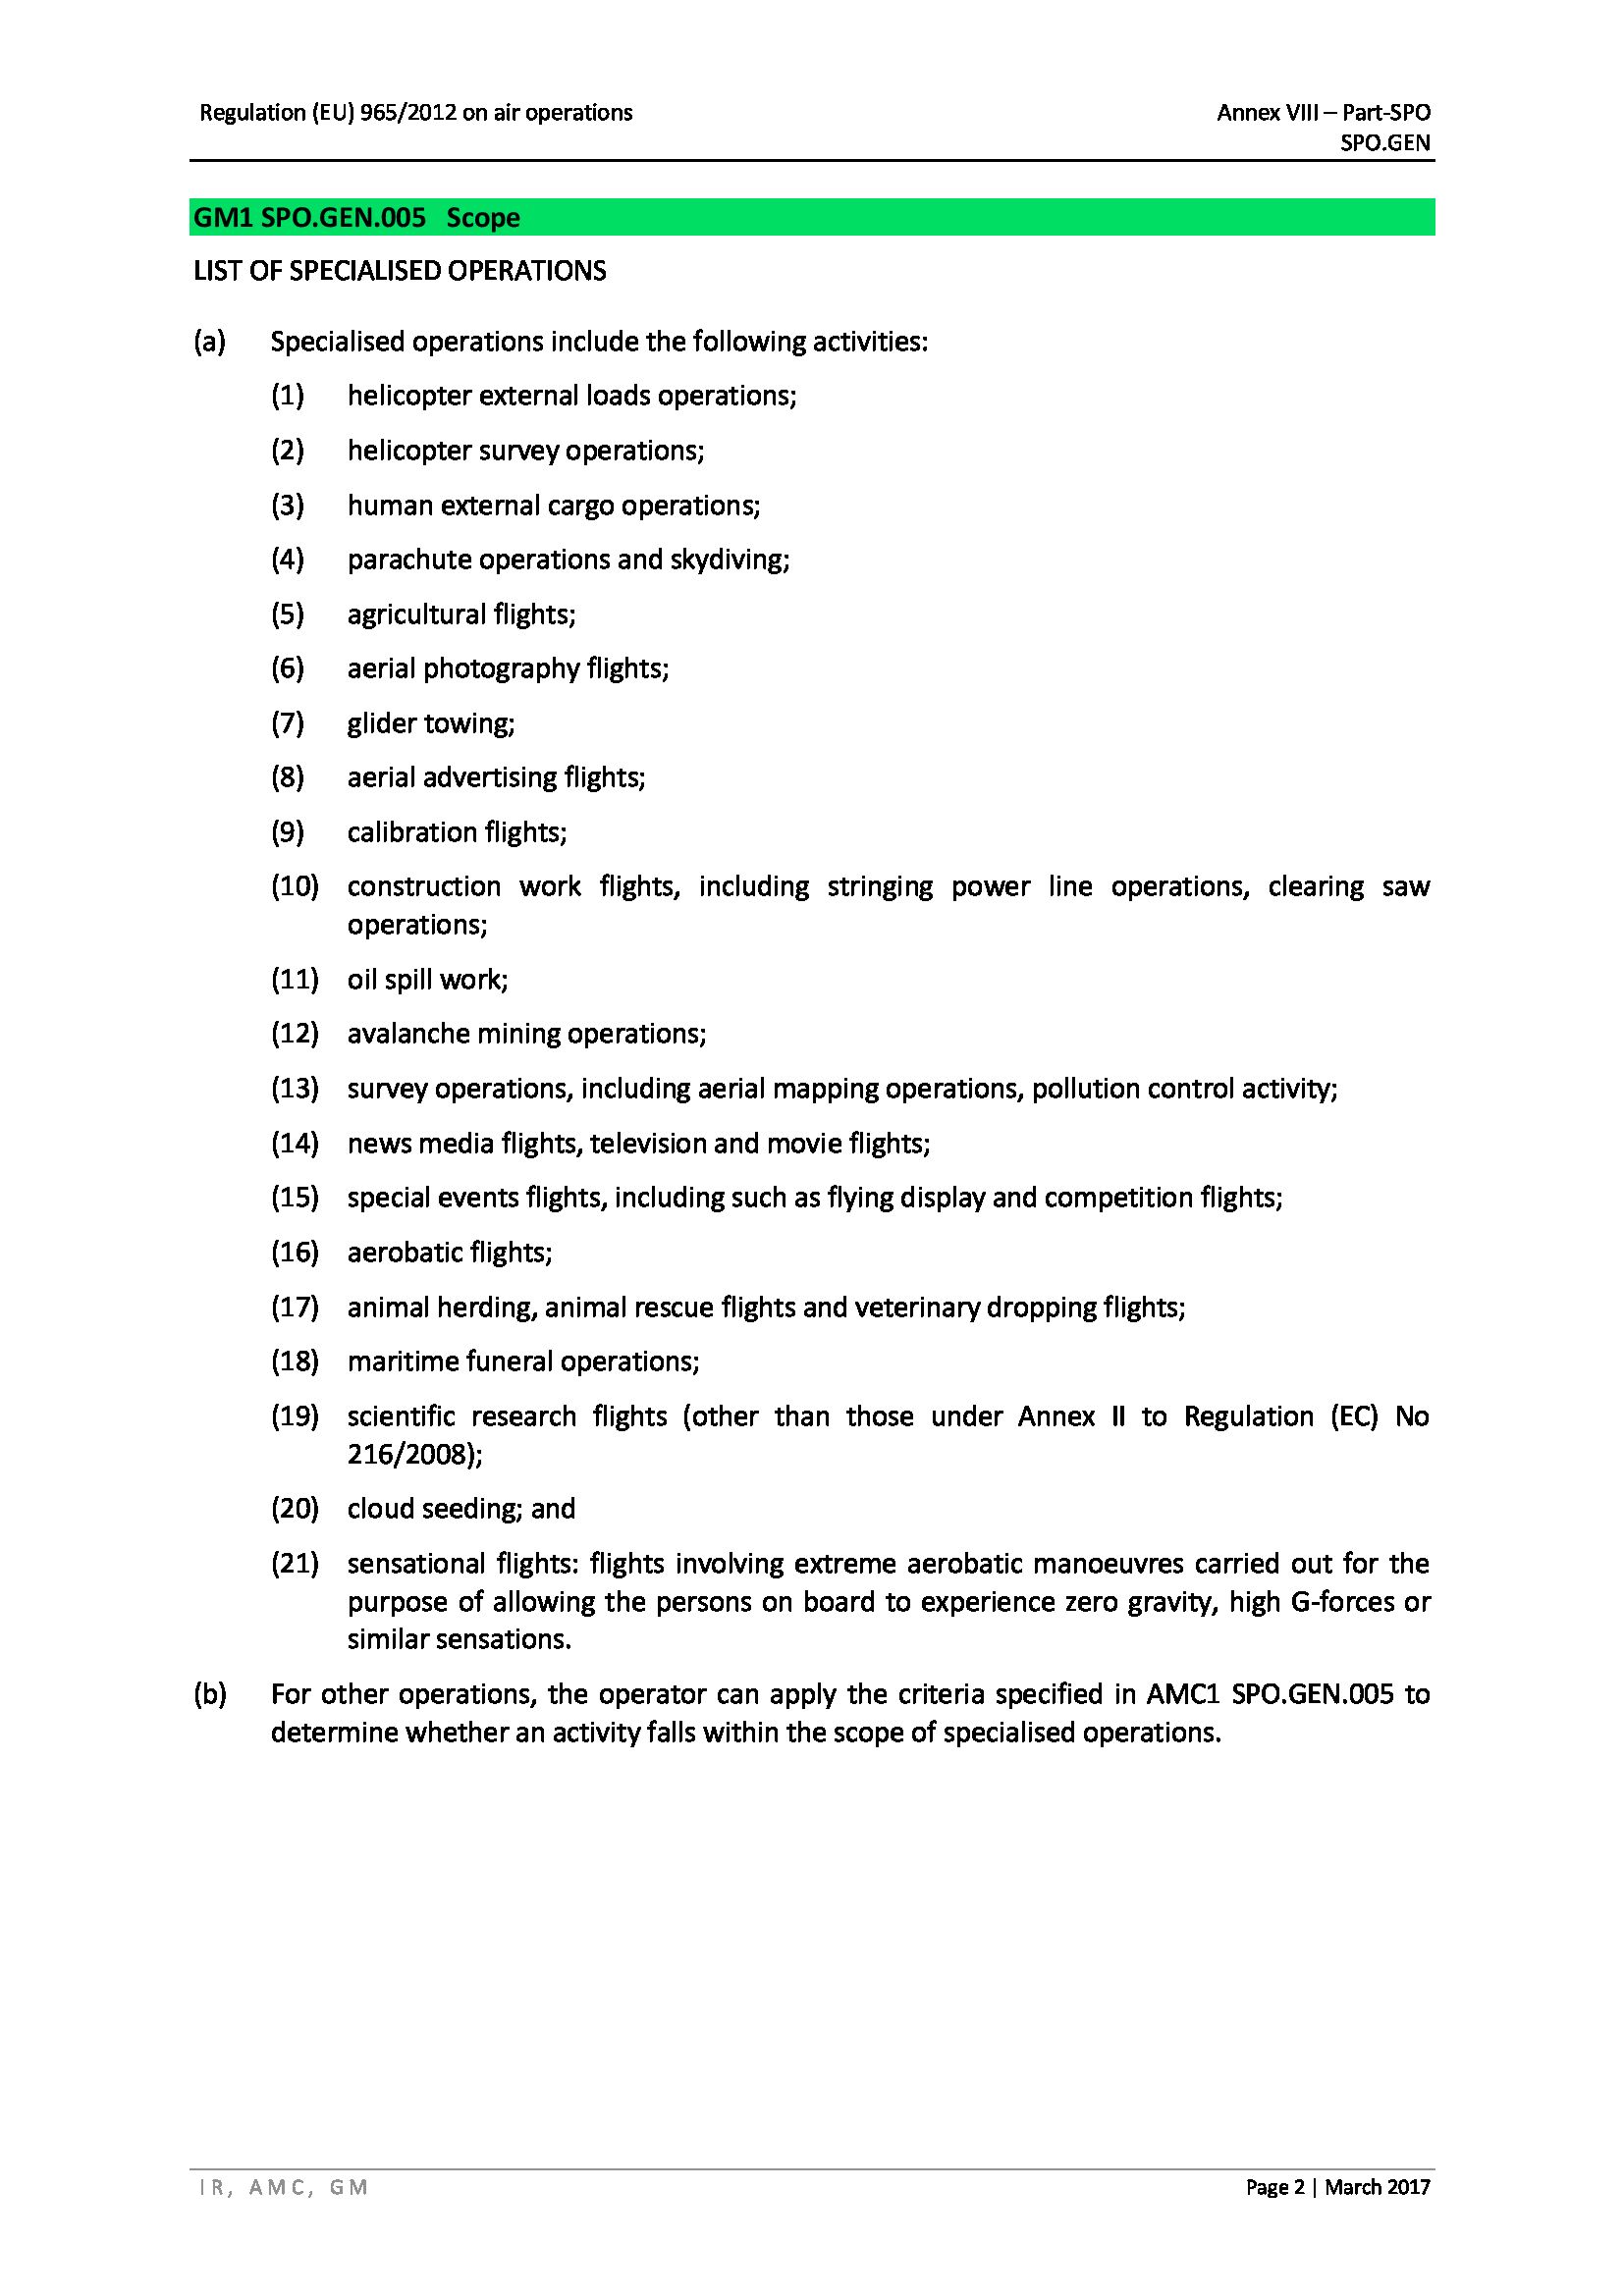 Regulation (EU) 965/2012 on air operations
Annex VIII – Part-SPO
SPO.GEN
GM1 SPO.GEN.005 Scope
LIST OF SPECIALISED OPERATIONS
(a) Specialised operations include the following activities:
(1) helicopter external loads operations;
(2) helicopter survey operations;
(3) human external cargo operations;
(4) parachute operations and skydiving;
(5) agricultural flights;
(6) aerial photography flights;
(7) glider towing;
(8) aerial advertising flights;
(9) calibration flights;
(10) construction work flights, including stringing power line operations, clearing saw
operations;
(11) oil spill work;
(12) avalanche mining operations;
(13) survey operations, including aerial mapping operations, pollution control activity;
(14) news media flights, television and movie flights;
(15) special events flights, including such as flying display and competition flights;
(16) aerobatic flights;
(17) animal herding, animal rescue flights and veterinary dropping flights;
(18) maritime funeral operations;
(19) scientific research flights (other than those under Annex II to Regulation (EC) No
216/2008);
(20) cloud seeding; and
(21) sensational flights: flights involving extreme aerobatic manoeuvres carried out for the
purpose of allowing the persons on board to experience zero gravity, high G-forces or
similar sensations.
(b) For other operations, the operator can apply the criteria specified in AMC1 SPO.GEN.005 to
determine whether an activity falls within the scope of specialised operations.
IR, AMC, GM
Page 2 | March 2017